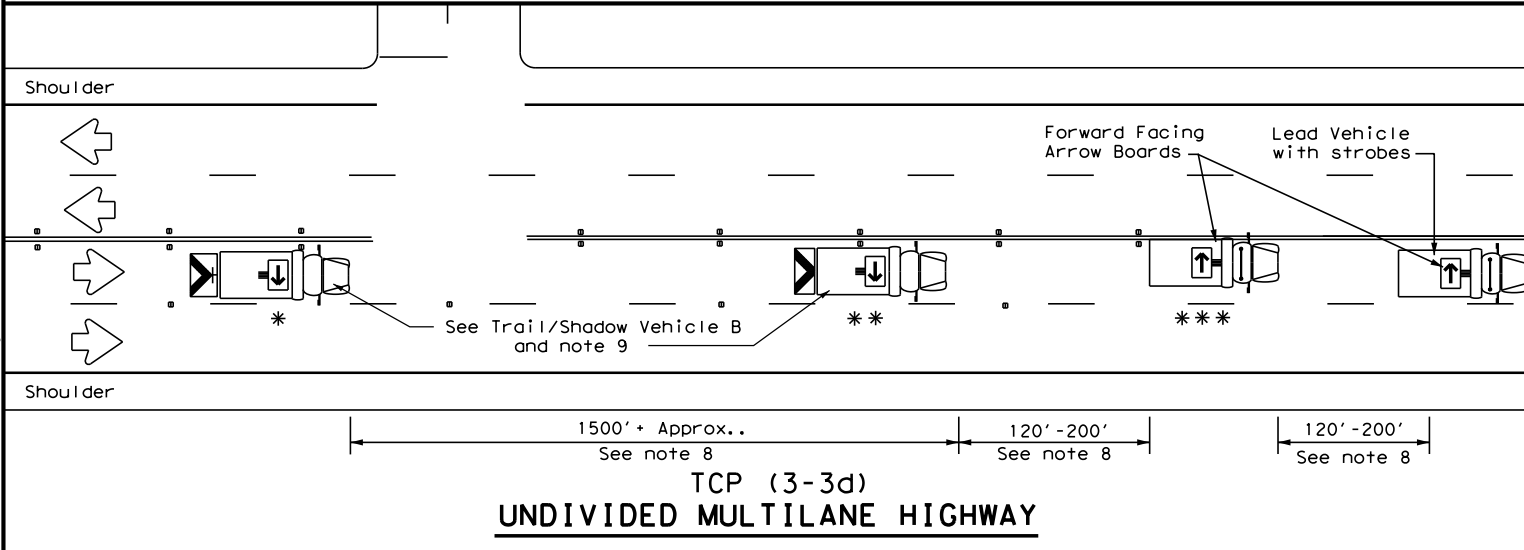 Shoulder
Forward Facing
Arrow Boards
Lead Vehicle
with strobes
*
**
***
See Trail/Shadow Vehicle B
and note 9
Shoulder
1500'+ Approx..
See note 8
120'-200'
See note 8
120'-200'
See note 8
TCP (3-3d)
UNDIVIDED MULTILANE HIGHWAY